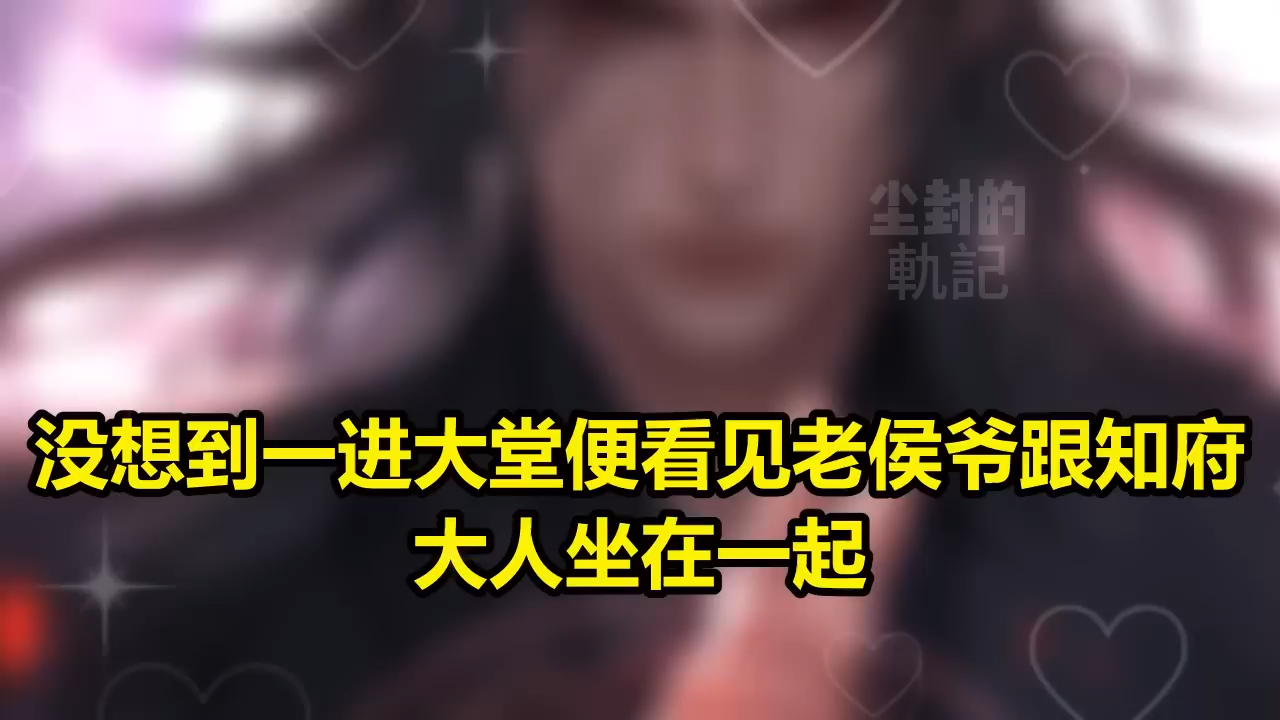 尘封的
軌記
没想到一进大堂便看见老侯爷跟知府
大人坐在一起